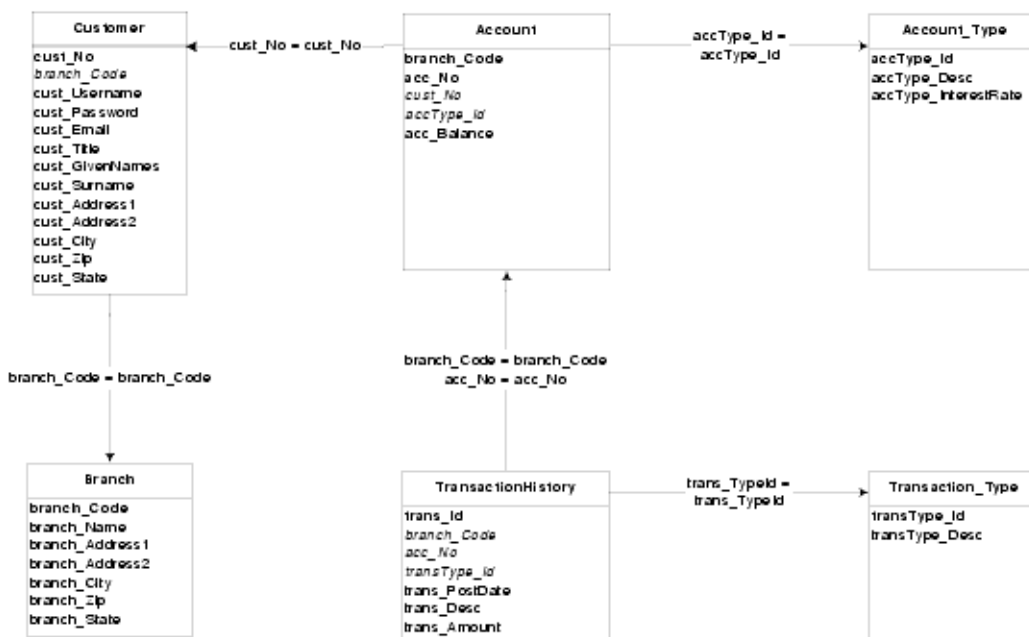 Customer
cust_No
branch_Code
cust_Username
cust_Password
cust_Email
cust_Title
cust_GivenNames
cust_Surname
cust_Address1
cust_Address2
cust_City
cust_Zip
cust_State
cust_No = cust_No
Account
branch_Code
acc_No
cust_No
accType_Id
acc_Balance
accType_Id =
accType_Id
Account_Type
accType_Id
accType_Desc
accType_InterestRate
branch_Code = branch_Code
branch_Code = branch_Code
acc_No = acc_No
Branch
branch_Code
branch_Name
branch_Address1
branch_Address2
branch_City
branch_Zip
branch_State
TransactionHistory
trans_Id
branch_Code
acc_No
transType_Id
trans_PostDate
trans_Desc
trans_Amount
trans_TypeId =
trans_TypeId
Transaction_Type
transType_Id
transType_Desc